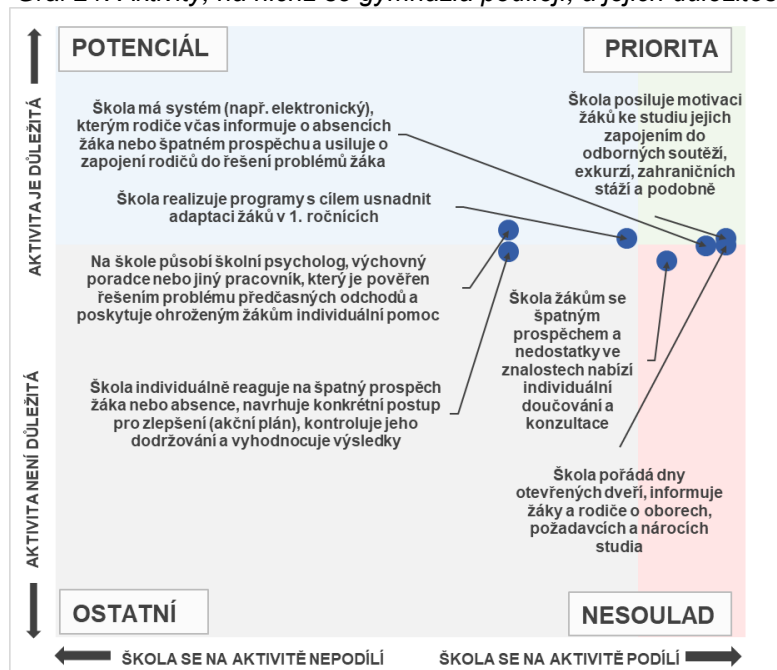 POTENCIÁL
PRIORITA
Škola má systém (např. elektronický),
kterým rodiče včas informuje o absencích
žáka nebo špatném prospěchu a usiluje o
zapojení rodičů do řešení problémů žáka
Škola posiluje motivaci
žáků ke studiu jejich
zapojením do
odborných soutěží,
exkurzí, zahraničních
stáží a podobně
Škola realizuje programy s cílem usnadnit
adaptaci žáků v 1. ročnících
Na škole působí školní psycholog, výchovný
poradce nebo jiný pracovník, který je pověřen
řešením problému předčasných odchodů a
poskytuje ohroženým žákům individuální pomoc
Škola žákům se
špatným
prospěchem a
nedostatky ve
znalostech nabízí
individuální
doučování a
konzultace
Škola individuálně reaguje na špatný prospěch
žáka nebo absence, navrhuje konkrétní postup
pro zlepšení (akční plán), kontroluje jeho
dodržování a vyhodnocuje výsledky
Škola pořádá dny
otevřených dveří, informuje
žáky a rodiče o oborech,
požadavcích a nárocích
studia
OSTATNÍ
NESOULAD
AKTIVITA JE DŮLEŽITÁ
AKTIVITA NENÍ DŮLEŽITÁ
ŠKOLA SE NA AKTIVITĚ NEPODÍLÍ
ŠKOLA SE NA AKTIVITĚ PODÍLÍ